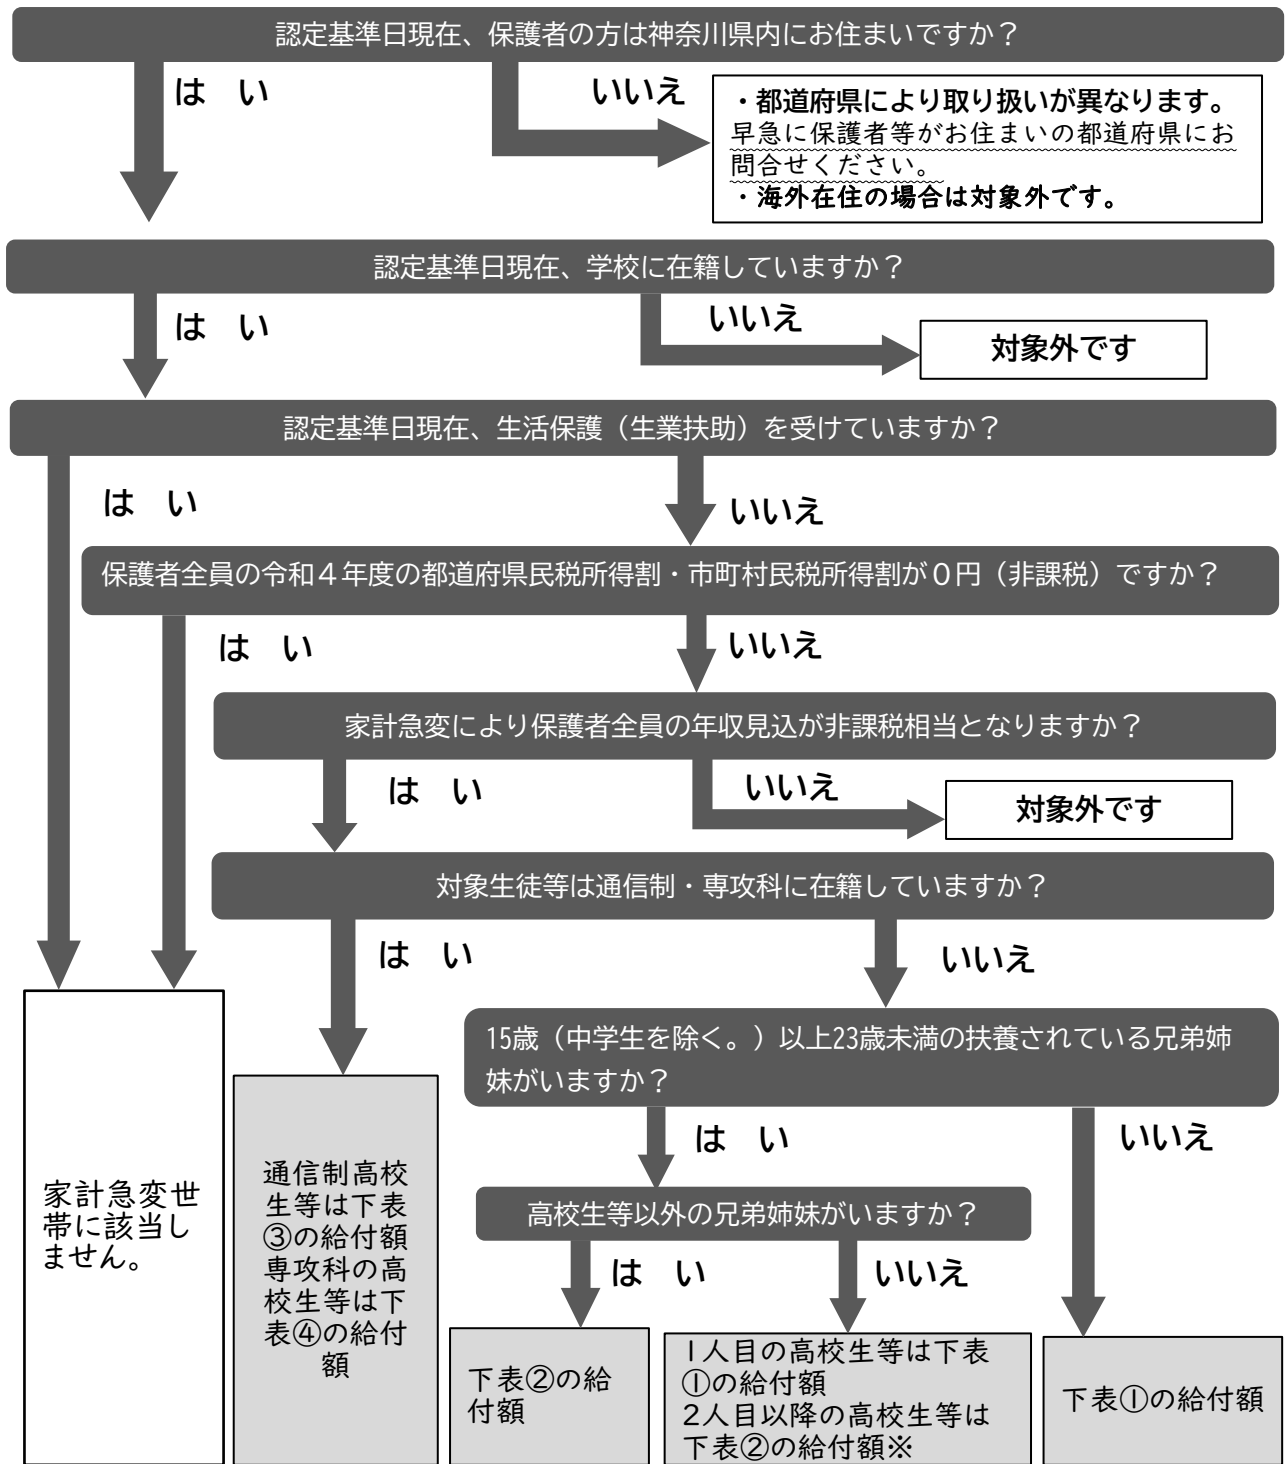 認定基準日現在、保護者の方は神奈川県内にお住まいですか？
は　い
いいえ
・都道府県により取り扱いが異なります。
早急に保護者等がお住まいの都道府県にお
問合せください。
・海外在住の場合は対象外です。
認定基準日現在、学校に在籍していますか？
は　い
いいえ
対象外です
認定基準日現在、生活保護（生業扶助）を受けていますか？
は　い
いいえ
保護者全員の令和４年度の都道府県民税所得割・市町村民税所得割が０円（非課税）ですか？
は　い
いいえ
家計急変により保護者全員の年収見込が非課税相当となりますか？
は　い
いいえ
対象外です
対象生徒等は通信制・専攻科に在籍していますか？
は　い
いいえ
15歳（中学生を除く。）以上23歳未満の扶養されている兄弟姉
妹がいますか？
は　い
いいえ
高校生等以外の兄弟姉妹がいますか？
は　い
いいえ
家計急変世
帯に該当し
ません。
通信制高校
生等は下表
③の給付額
専攻科の高
校生等は下
表④の給付
額
下表②の給
付額
1人目の高校生等は下表
①の給付額
2人目以降の高校生等は
下表②の給付額※
下表①の給付額